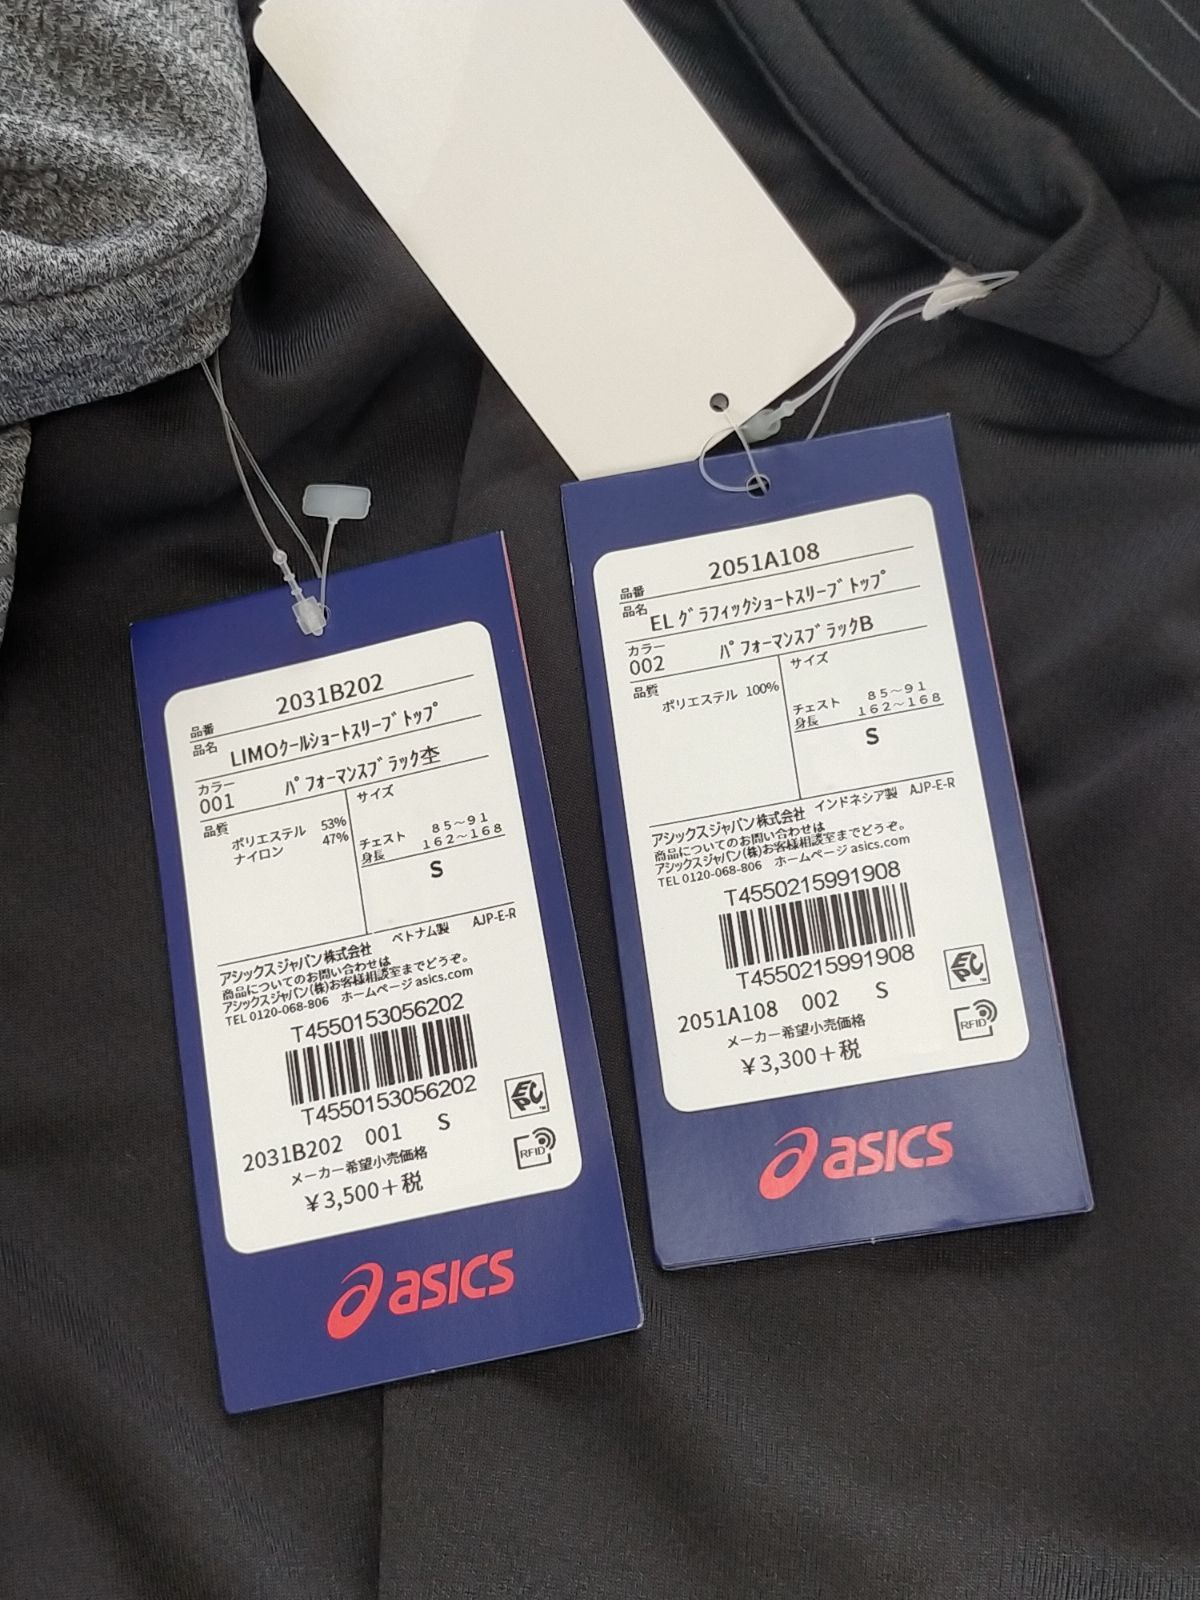 品番 2031B202
品名 LIMOクールショートスリーブトップ
カラー
001 パフォーマンスブラック杢
品質
ポリエステル 53%
ナイロン 47%
サイズ
チェスト 85～91
身長 162～168
S
ベトナム製 AJP-E-R
アシックスジャパン株式会社
商品についてのお問い合わせは
アシックスジャパン(株)お客様相談室までどうぞ。
TEL 0120-068-806 ホームページ asics.com
T4550153056202
T4550153056202
2031B202 001 S
メーカー希望小売価格
￥3,500＋税
EPC
TM
RFID
asics
品番 2051A108
品名 ELグラフィックショートスリーブトップ
カラー
002 パフォーマンスブラックB
品質
ポリエステル 100%
サイズ
チェスト 85～91
身長 162～168
S
アシックスジャパン株式会社 インドネシア製 AJP-E-R
商品についてのお問い合わせは
アシックスジャパン(株)お客様相談室までどうぞ。
TEL 0120-068-806 ホームページ asics.com
T4550215991908
T4550215991908
2051A108 002 S
メーカー希望小売価格
￥3,300＋税
EPC
TM
RFID
asics